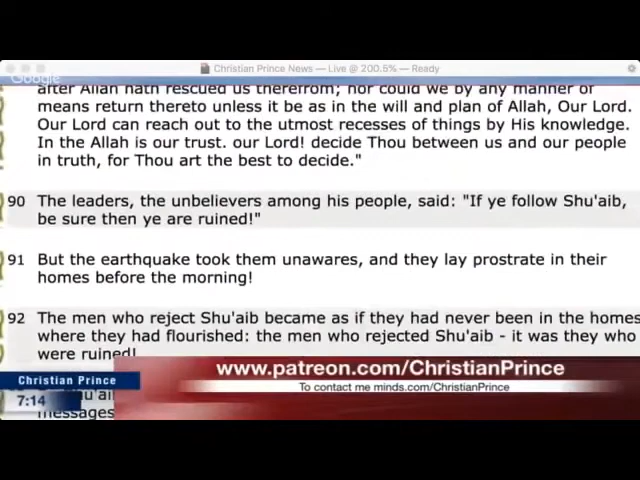 Christian Prince News — Live @ 200.5% — Ready
Google
after Allah hath rescued us therefrom; nor could we by any manner of
means return thereto unless it be as in the will and plan of Allah, Our Lord.
Our Lord can reach out to the utmost recesses of things by His knowledge.
In the Allah is our trust. our Lord! decide Thou between us and our people
in truth, for Thou art the best to decide."
90 The leaders, the unbelievers among his people, said: "If ye follow Shu'aib,
be sure then ye are ruined!"
91 But the earthquake took them unawares, and they lay prostrate in their
homes before the morning!
92 The men who reject Shu'aib became as if they had never been in the homes
where they had flourished: the men who rejected Shu'aib - it was they who
were ruined!
www.patreon.com/ChristianPrince
Christian Prince
To contact me minds.com/ChristianPrince
7:14
messages